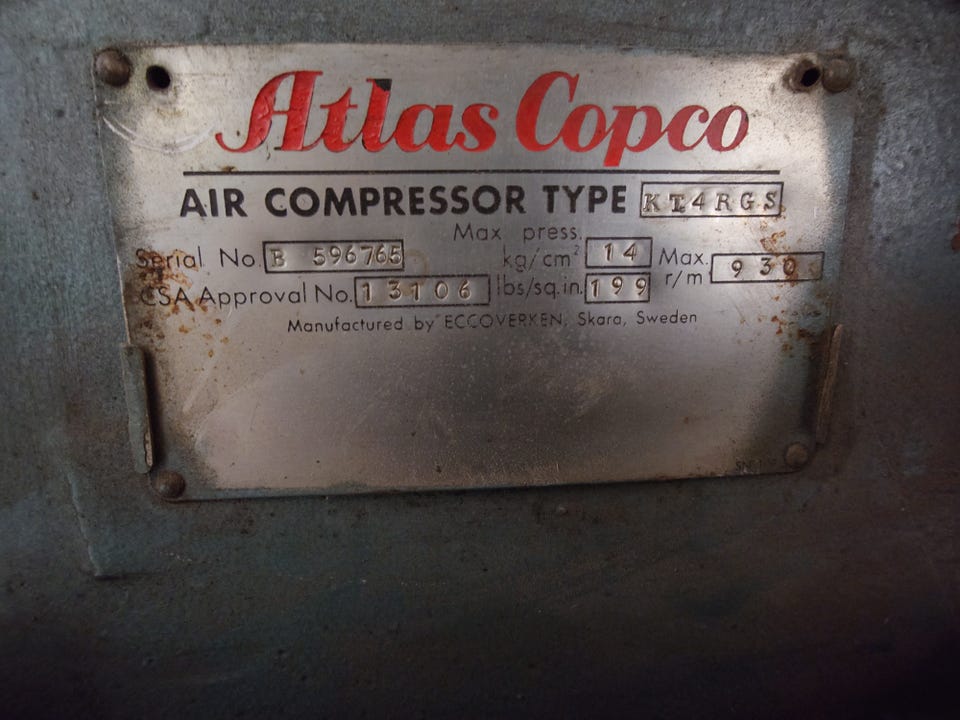 Atlas Copco
AIR COMPRESSOR TYPE KT4RGS
Max. press.
Serial No. B 596765 kg/cm² 14 Max. r/m 930
CSA Approval No. 13106 lbs/sq.in. 199
Manufactured by ECCOVERKEN, Skara, Sweden